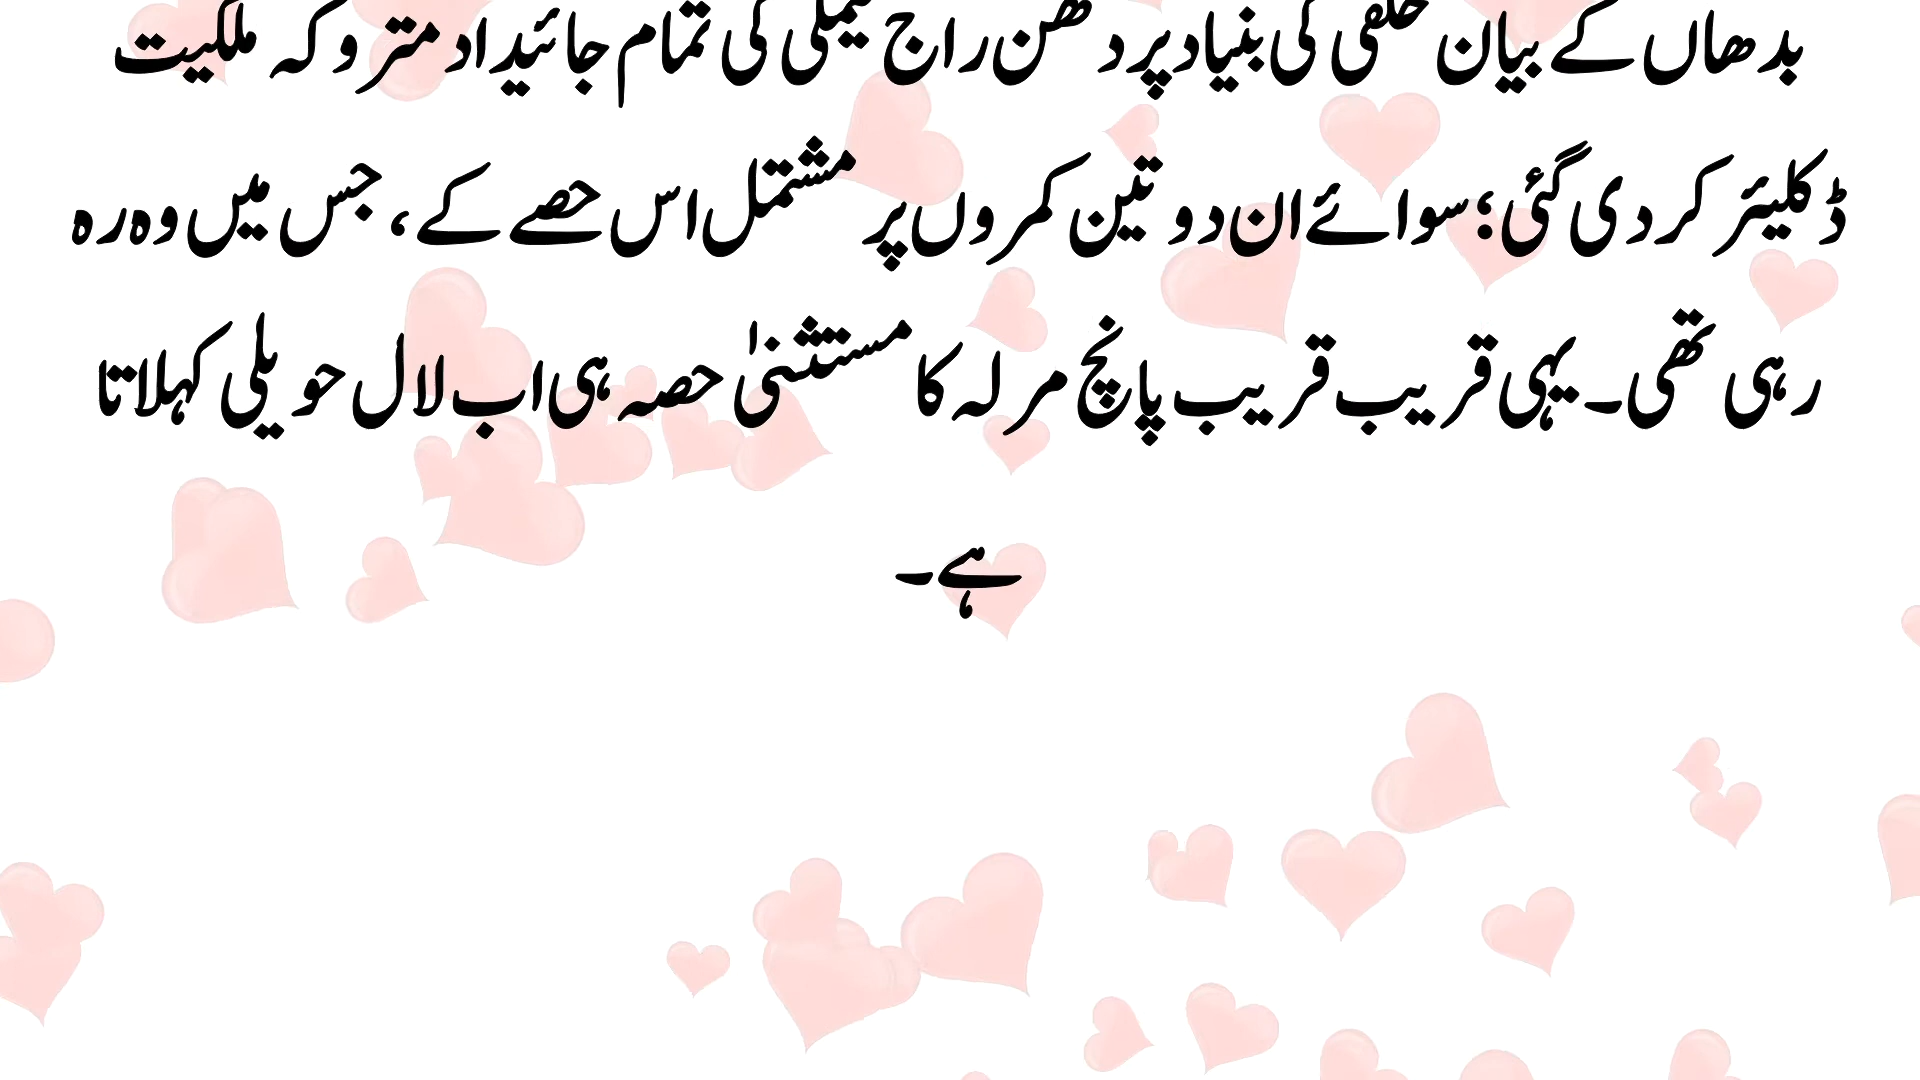 بدھاں کے بیان حلفی کی بنیاد پر دھن راج فیملی کی تمام جائیداد متروکہ ملکیت
ڈکلیئر کر دی گئی؛ سوائے ان دو تین کمروں پر مشتمل اس حصے کے، جس میں وہ رہ
رہی تھی۔ یہی قریب قریب پانچ مرلہ کا مستثنیٰ حصہ ہی اب لال حویلی کہلاتا
ہے۔